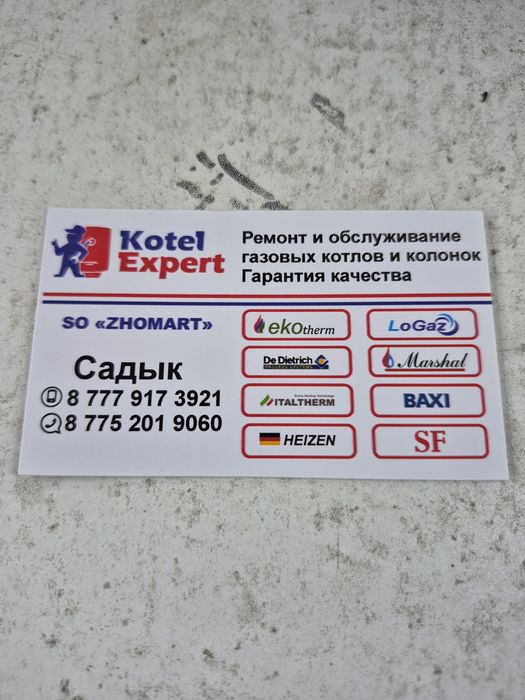 Kotel
Expert
Ремонт и обслуживание
газовых котлов и колонок
Гарантия качества
SO «ZHOMART»
Садык
8 777 917 3921
8 775 201 9060
ekotherm
LoGaz
De Dietrich
Marshal
ITALTHERM
BAXI
HEIZEN
SF